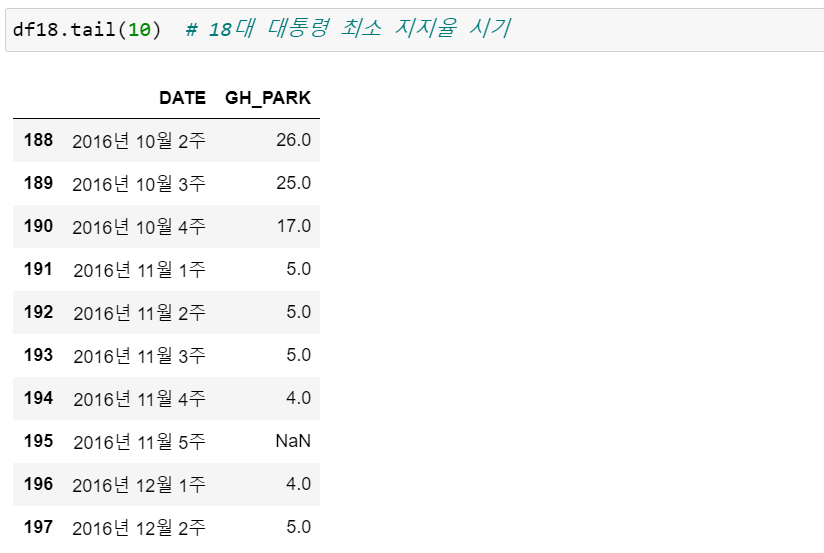 df18.tail(10)  # 18대 대통령 최소 지지율 시기
DATE GH_PARK
188 2016년 10월 2주 26.0
189 2016년 10월 3주 25.0
190 2016년 10월 4주 17.0
191 2016년 11월 1주 5.0
192 2016년 11월 2주 5.0
193 2016년 11월 3주 5.0
194 2016년 11월 4주 4.0
195 2016년 11월 5주 NaN
196 2016년 12월 1주 4.0
197 2016년 12월 2주 5.0